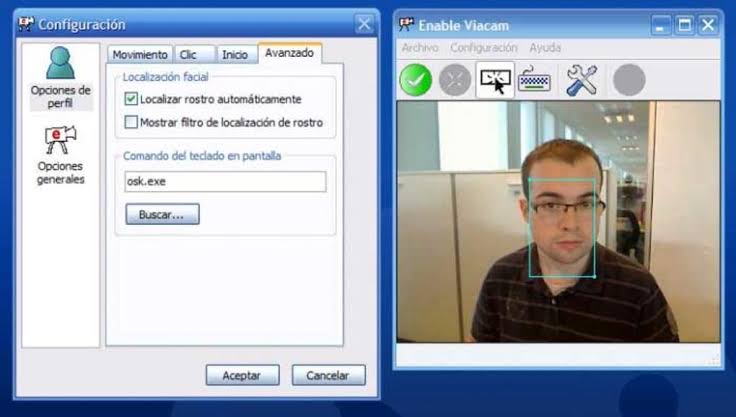 Configuración
Opciones de
perfil
e
Opciones
generales
Movimiento Clic Inicio Avanzado
Localización facial
Localizar rostro automáticamente
Mostrar filtro de localización de rostro
Comando del teclado en pantalla
osk.exe
Buscar...
Aceptar Cancelar
Enable Viacam
Archivo Configuración Ayuda